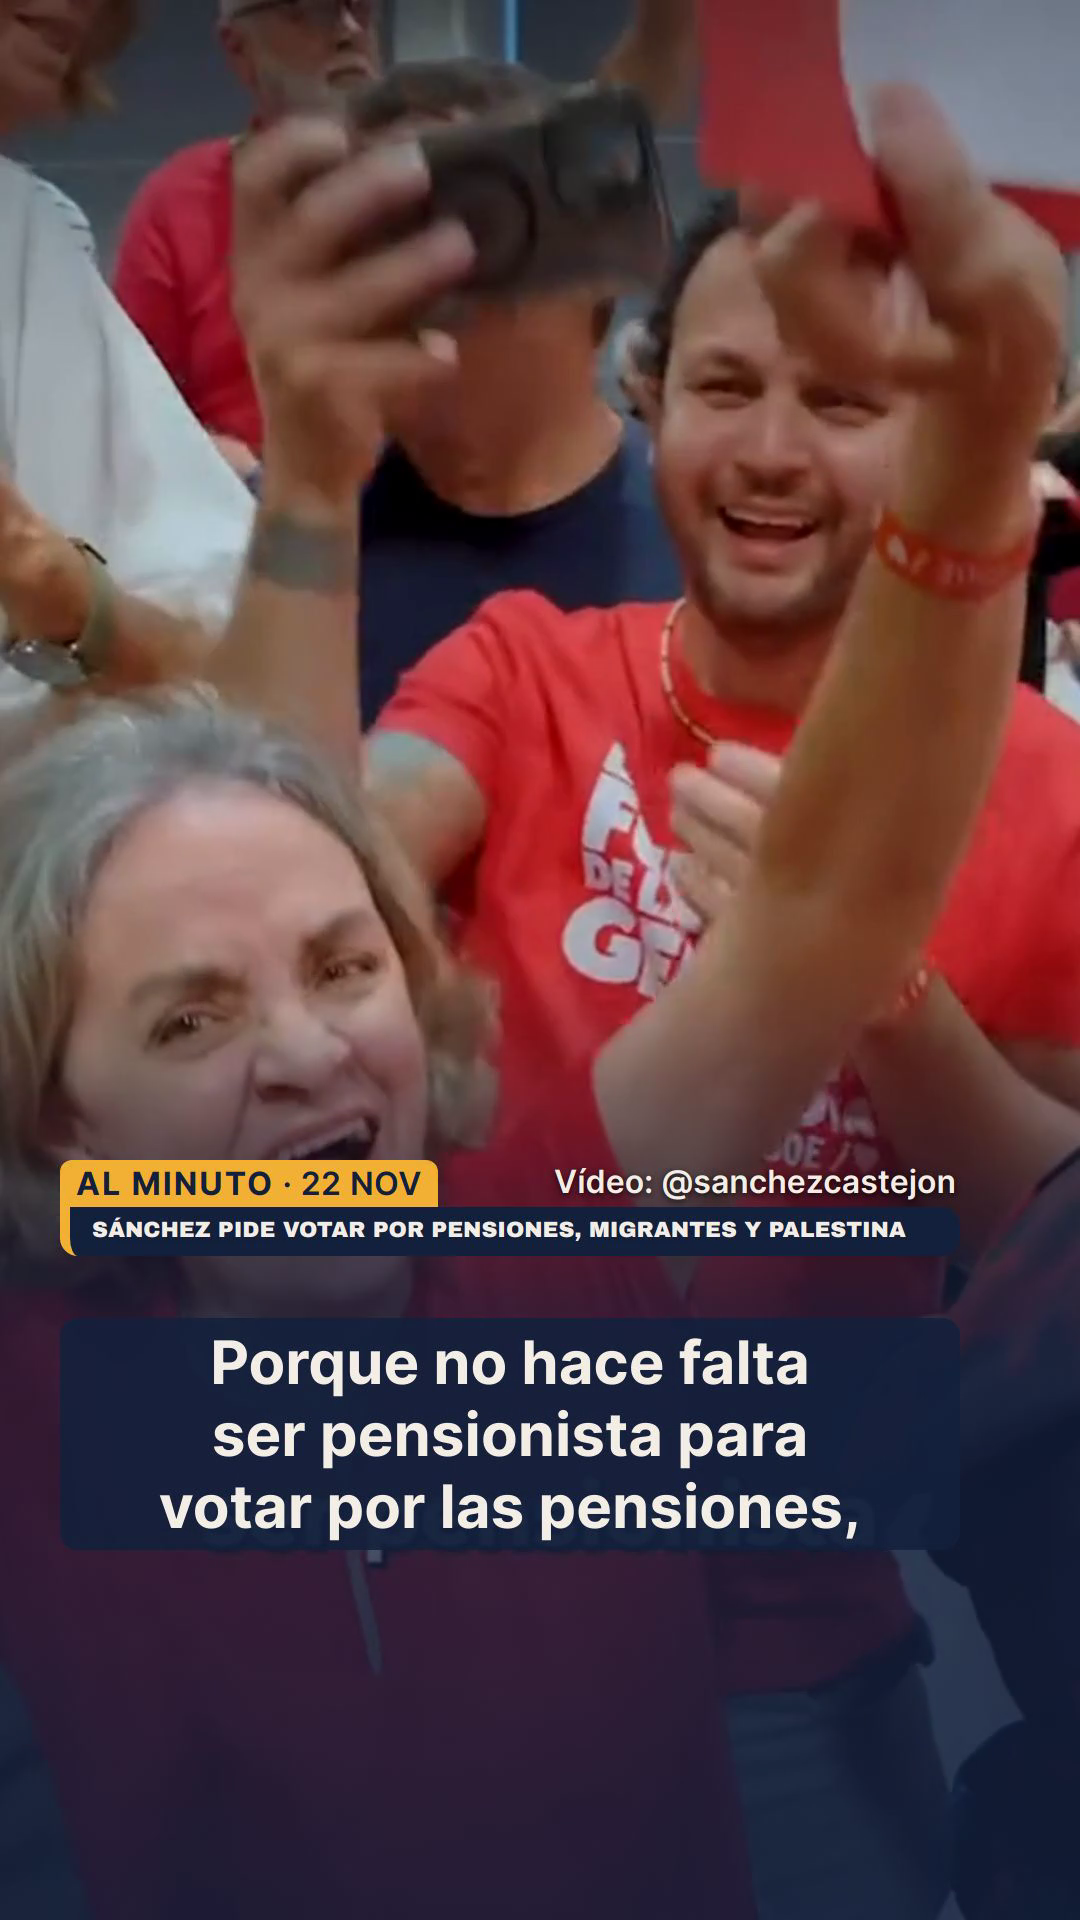 DE
AL MINUTO · 22 NOV
Vídeo: @sanchezcastejon
SÁNCHEZ PIDE VOTAR POR PENSIONES, MIGRANTES Y PALESTINA
Porque no hace falta
ser pensionista para
votar por las pensiones,